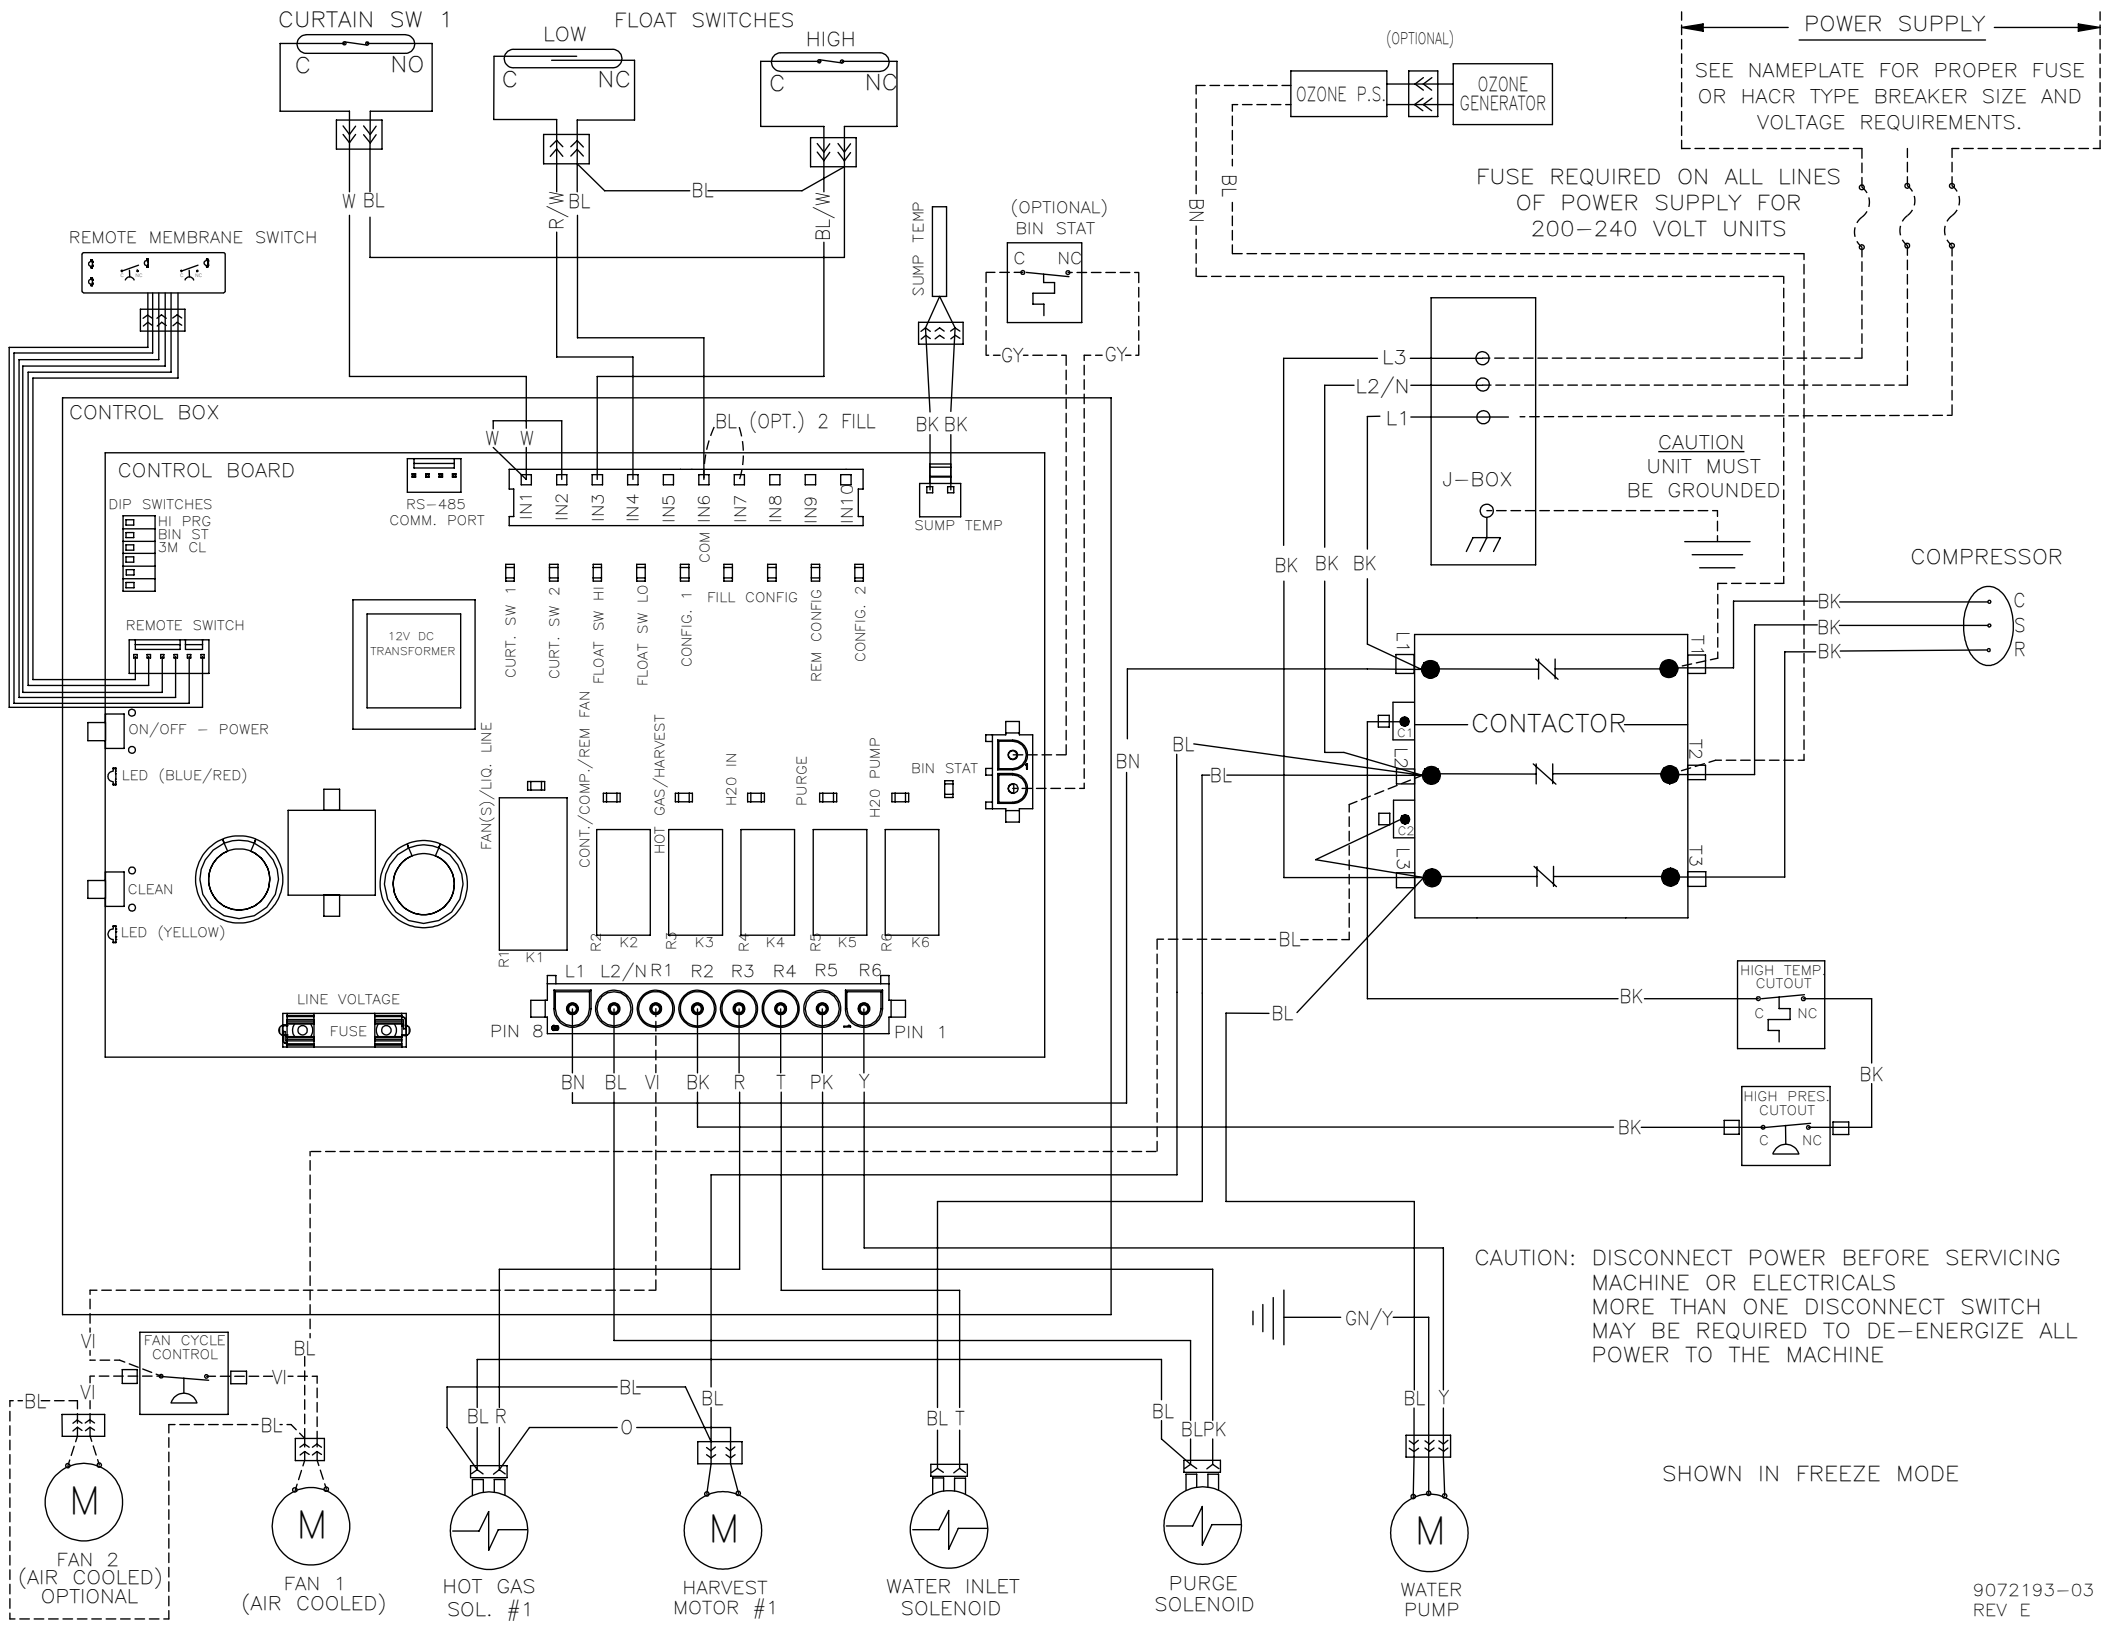 CURTAIN SW 1
C
NO
FLOAT SWITCHES
LOW
C
NC
HIGH
C
NC
(OPTIONAL)
OZONE P.S.
OZONE
GENERATOR
POWER SUPPLY
SEE NAMEPLATE FOR PROPER FUSE
OR HACR TYPE BREAKER SIZE AND
VOLTAGE REQUIREMENTS.
FUSE REQUIRED ON ALL LINES
OF POWER SUPPLY FOR
200-240 VOLT UNITS
W BL
R/W
BL
BL
BL/W
BN
BL
REMOTE MEMBRANE SWITCH
C
NC
C
NC
SUMP TEMP
(OPTIONAL)
BIN STAT
C
NC
GY
GY
L3
L2/N
L1
J-BOX
CAUTION
UNIT MUST
BE GROUNDED
CONTROL BOX
W
W
BL (OPT.) 2 FILL
BK BK
CONTROL BOARD
DIP SWITCHES
HI PRG
BIN ST
3M CL
RS-485
COMM. PORT
IN1
IN2
IN3
IN4
IN5
IN6
IN7
IN8
IN9
IN10
COM
SUMP TEMP
BK
BK
BK
COMPRESSOR
C
S
R
BK
BK
BK
REMOTE SWITCH
12V DC
TRANSFORMER
CURT. SW 1
CURT. SW 2
FLOAT SW HI
FLOAT SW LO
CONFIG. 1
FILL CONFIG
REM CONFIG
CONFIG. 2
L1
T1
C1
CONTACTOR
L2
T2
C2
L3
T3
ON/OFF - POWER
LED (BLUE/RED)
CLEAN
LED (YELLOW)
FAN(S)/LIQ. LINE
CONT./COMP./REM FAN
HOT GAS/HARVEST
H20 IN
PURGE
H20 PUMP
BIN STAT
BN
BL
BL
BL
BL
R1
K1
R2
K2
R3
K3
R4
K4
R5
K5
R6
K6
L1
L2/N
R1
R2
R3
R4
R5
R6
PIN 8
8
1
PIN 1
LINE VOLTAGE
FUSE
BN
BL
VI
BK
R
T
PK
Y
BK
HIGH TEMP.
CUTOUT
C
NC
BK
HIGH PRES.
CUTOUT
C
NC
BK
CAUTION: DISCONNECT POWER BEFORE SERVICING
MACHINE OR ELECTRICALS
MORE THAN ONE DISCONNECT SWITCH
MAY BE REQUIRED TO DE-ENERGIZE ALL
POWER TO THE MACHINE
GN/Y
VI
FAN CYCLE
CONTROL
BL
VI
VI
BL
BL
BL
BL
BL R
O
BL T
BL
BL PK
BL
Y
SHOWN IN FREEZE MODE
M
FAN 2
(AIR COOLED)
OPTIONAL
M
FAN 1
(AIR COOLED)
HOT GAS
SOL. #1
M
HARVEST
MOTOR #1
WATER INLET
SOLENOID
PURGE
SOLENOID
M
WATER
PUMP
9072193-03
REV E